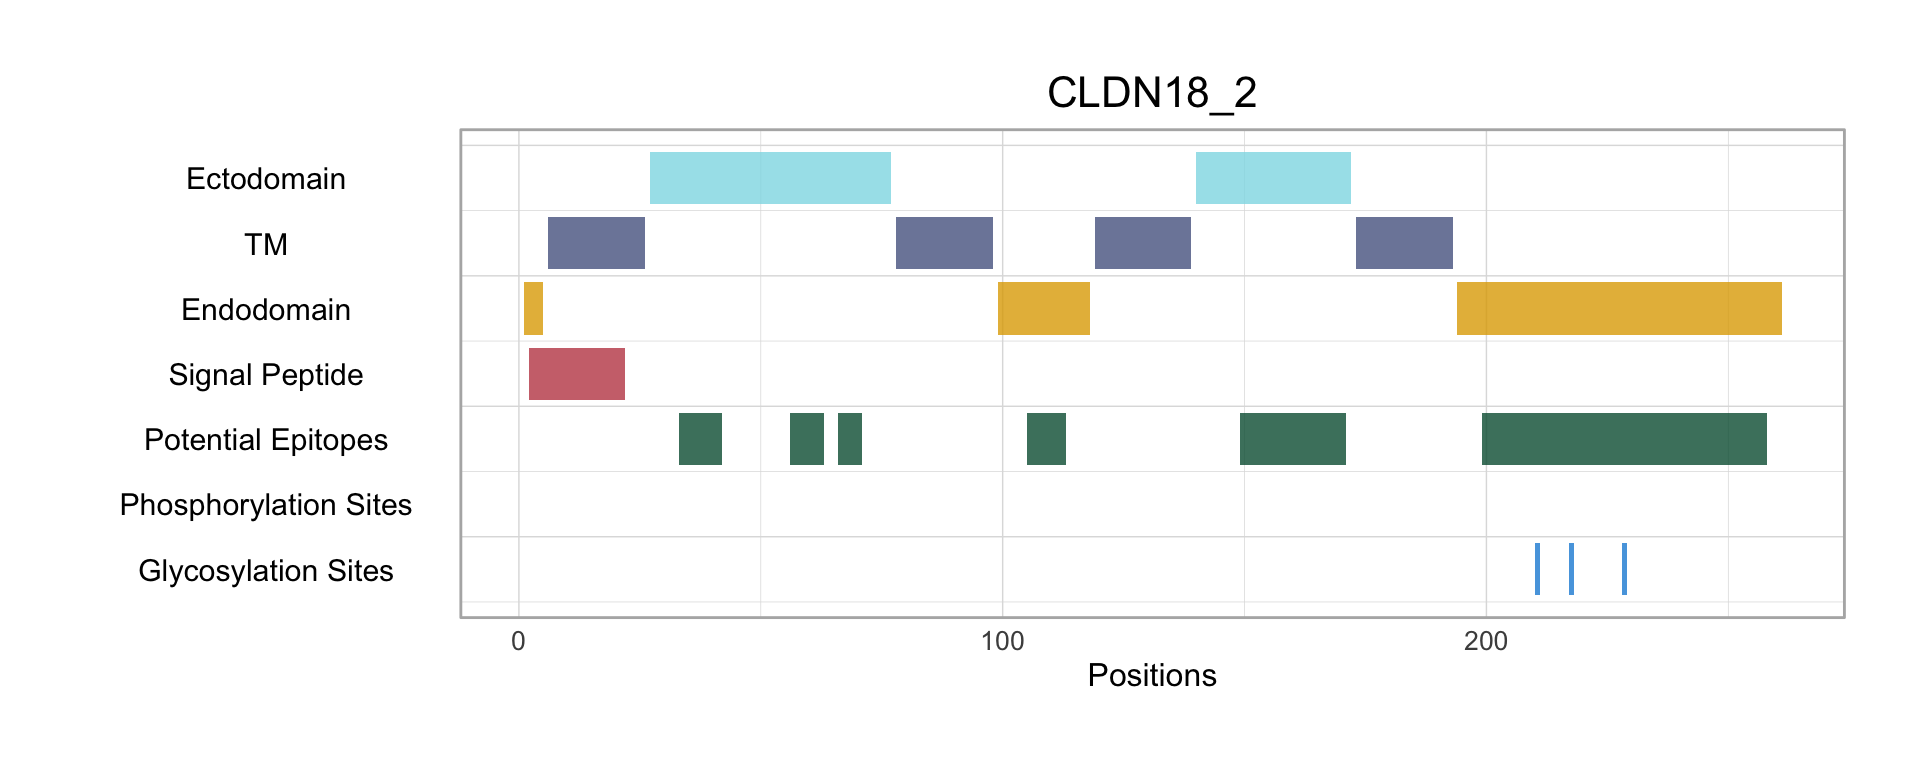 CLDN18_2
Ectodomain
TM
Endodomain
Signal Peptide
Potential Epitopes
Phosphorylation Sites
Glycosylation Sites
0 100 200
Positions